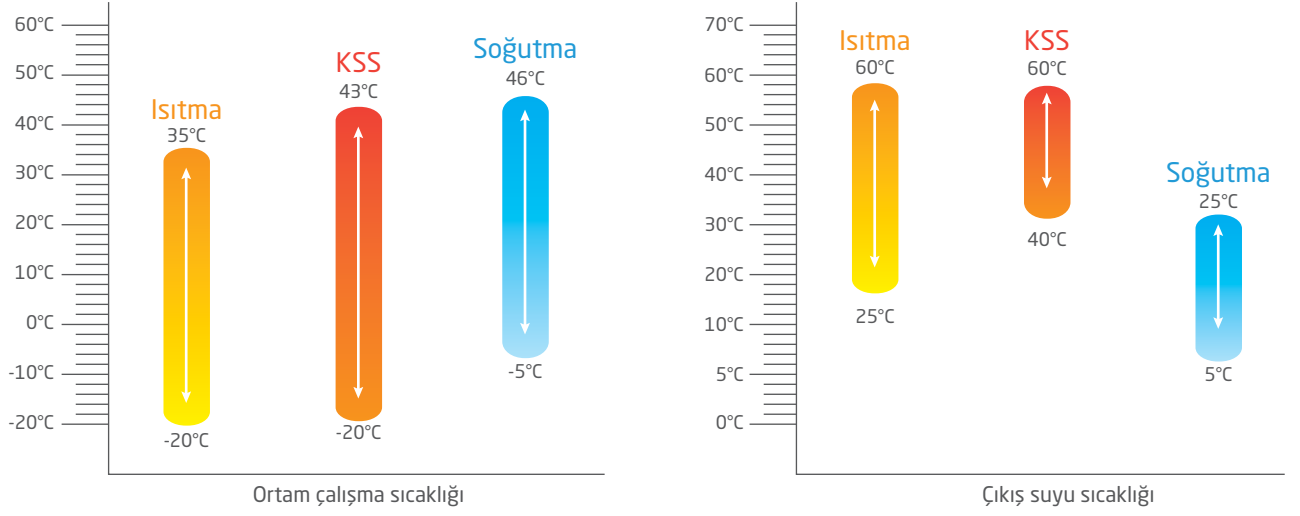 60°C
50°C
40°C
30°C
20°C
10°C
0°C
-10°C
-20°C
Isıtma
35°C
-20°C
KSS
43°C
-20°C
Soğutma
46°C
-5°C
Ortam çalışma sıcaklığı
70°C
60°C
50°C
40°C
30°C
20°C
10°C
5°C
0°C
Isıtma
60°C
25°C
KSS
60°C
40°C
Soğutma
25°C
5°C
Çıkış suyu sıcaklığı